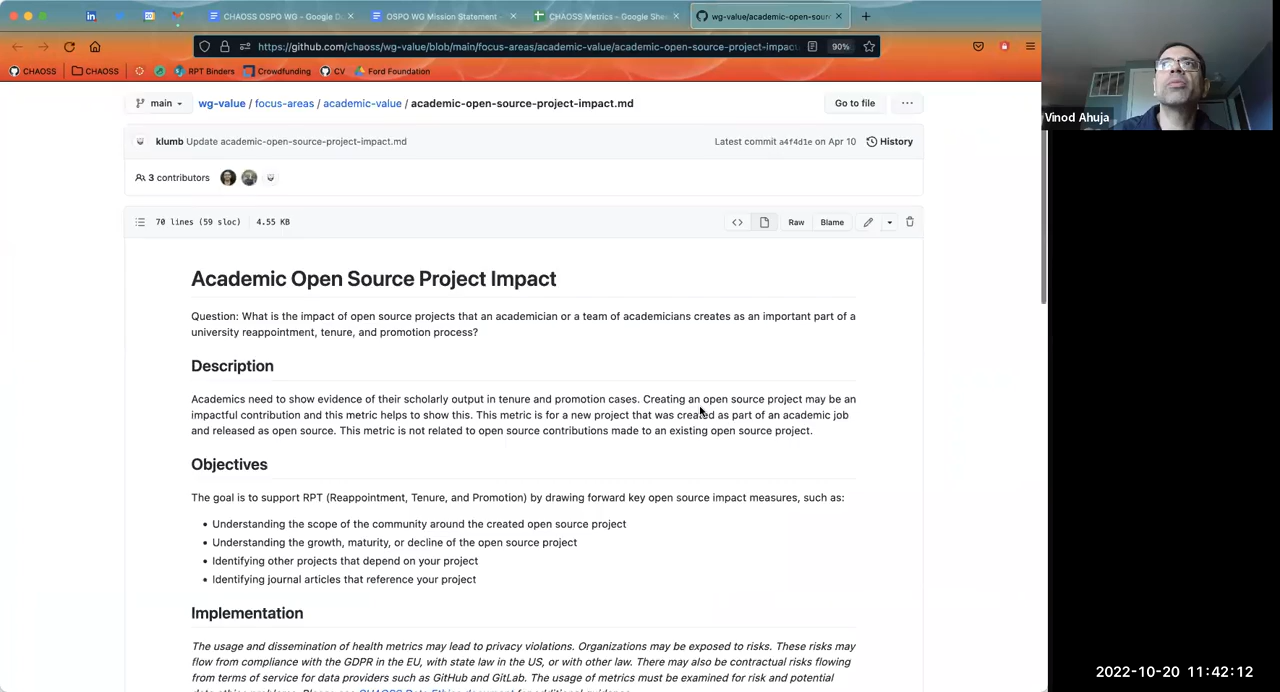 CHAOSS OSPO WG - Google D
OSPO WG Mission Statement -
CHAOSS Metrics - Google She
wg-value/academic-open-sour
https://github.com/chaoss/wg-value/blob/main/focus-areas/academic-value/academic-open-source-project-impac
90%
CHAOSS
CHAOSS
RPT Binders
Crowdfunding
CV
Ford Foundation
main
wg-value / focus-areas / academic-value / academic-open-source-project-impact.md
Go to file
klumb Update academic-open-source-project-impact.md
Latest commit a4f4d1e on Apr 10
History
3 contributors
70 lines (59 sloc)
4.55 KB
Raw
Blame
Academic Open Source Project Impact
Question: What is the impact of open source projects that an academician or a team of academicians creates as an important part of a
university reappointment, tenure, and promotion process?
Description
Academics need to show evidence of their scholarly output in tenure and promotion cases. Creating an open source project may be an
impactful contribution and this metric helps to show this. This metric is for a new project that was created as part of an academic job
and released as open source. This metric is not related to open source contributions made to an existing open source project.
Objectives
The goal is to support RPT (Reappointment, Tenure, and Promotion) by drawing forward key open source impact measures, such as:
• Understanding the scope of the community around the created open source project
• Understanding the growth, maturity, or decline of the open source project
• Identifying other projects that depend on your project
• Identifying journal articles that reference your project
Implementation
The usage and dissemination of health metrics may lead to privacy violations. Organizations may be exposed to risks. These risks may
flow from compliance with the GDPR in the EU, with state law in the US, or with other law. There may also be contractual risks flowing
from terms of service for data providers such as GitHub and GitLab. The usage of metrics must be examined for risk and potential
Vinod Ahuja
2022-10-20 11:42:12